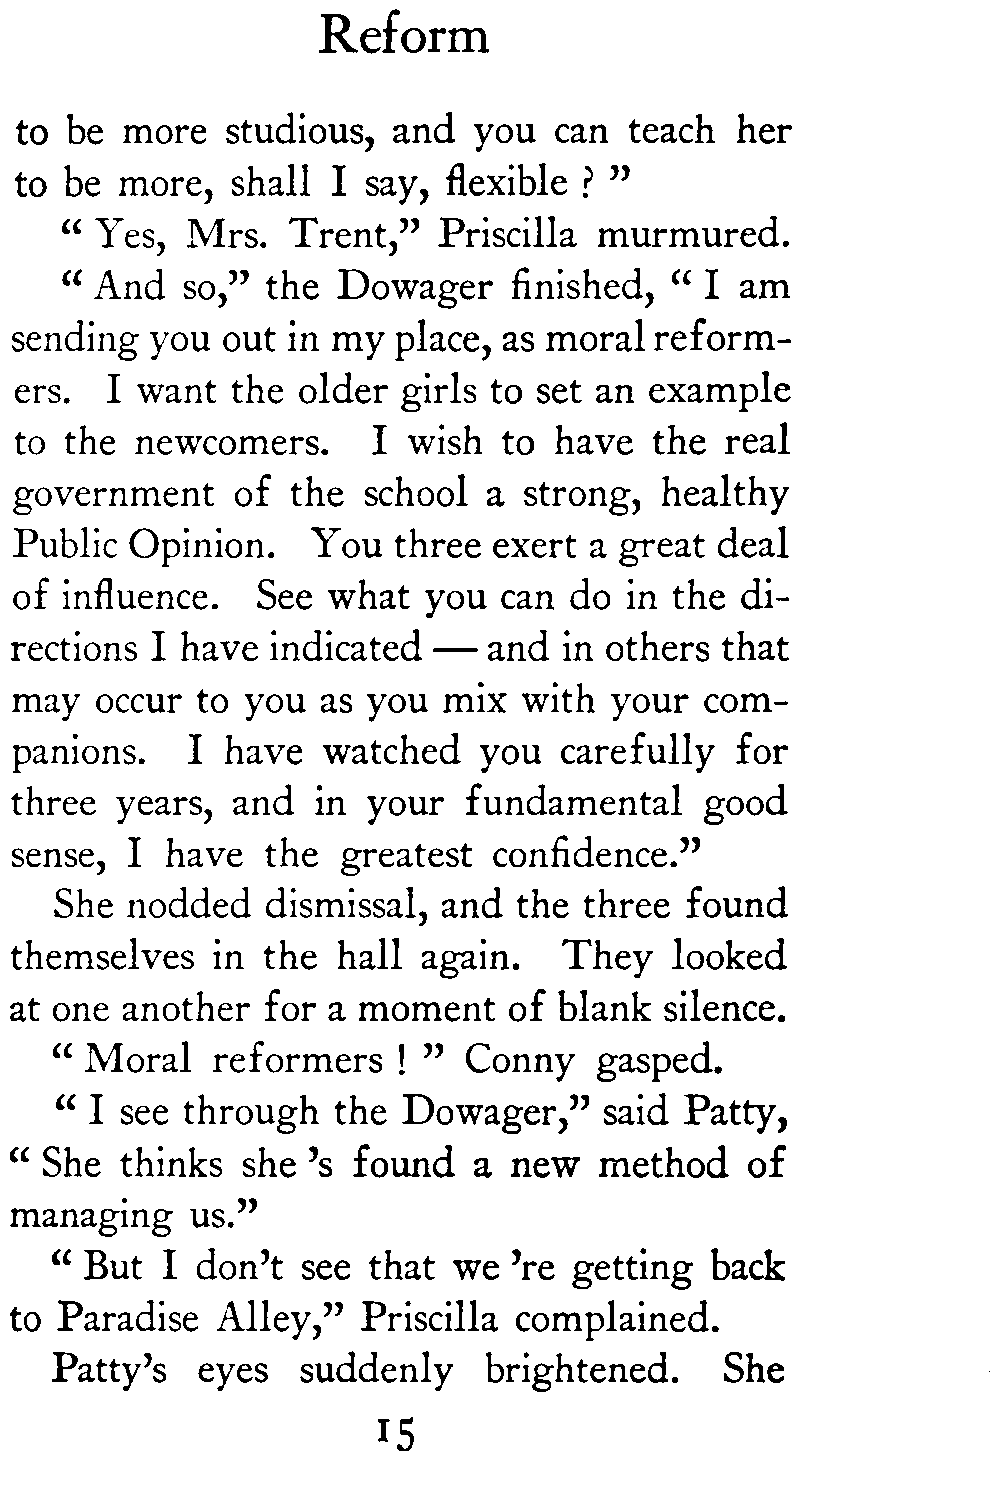 Reform
to be more studious, and you can teach her
to be more, shall I say, flexible ? ”
“ Yes, Mrs. Trent,” Priscilla murmured.
“ And so,” the Dowager finished, “ I am
sending you out in my place, as moral reform-
ers. I want the older girls to set an example
to the newcomers. I wish to have the real
government of the school a strong, healthy
Public Opinion. You three exert a great deal
of influence. See what you can do in the di-
rections I have indicated — and in others that
may occur to you as you mix with your com-
panions. I have watched you carefully for
three years, and in your fundamental good
sense, I have the greatest confidence.”
She nodded dismissal, and the three found
themselves in the hall again. They looked
at one another for a moment of blank silence.
“ Moral reformers ! ” Conny gasped.
“ I see through the Dowager,” said Patty,
“ She thinks she ’s found a new method of
managing us.”
“ But I don’t see that we ’re getting back
to Paradise Alley,” Priscilla complained.
Patty’s eyes suddenly brightened. She
15